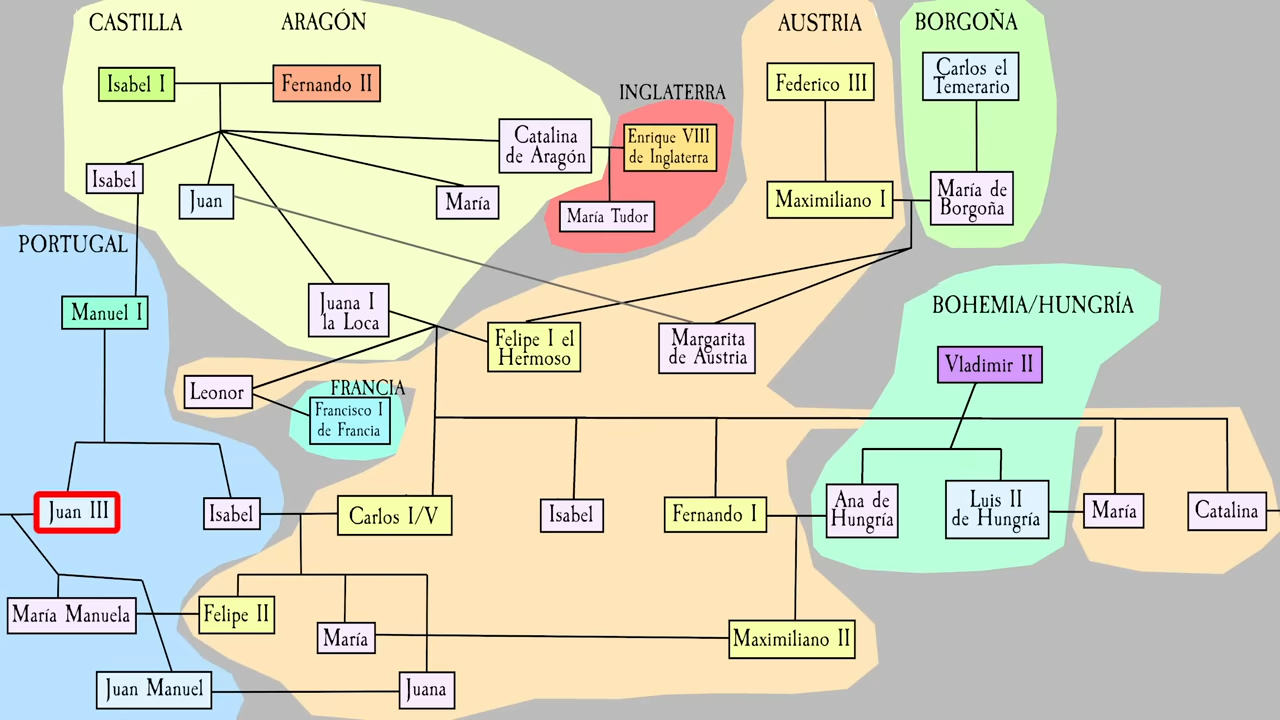 CASTILLA
ARAGÓN
AUSTRIA
BORGOÑA
Isabel I
Fernando II
INGLATERRA
Federico III
Carlos el
Temerario
Catalina
de Aragón
Enrique VIII
de Inglaterra
Isabel
Juan
María
María Tudor
Maximiliano I
María de
Borgoña
PORTUGAL
Manuel I
Juana I
la Loca
Felipe I el
Hermoso
Margarita
de Austria
BOHEMIA/HUNGRÍA
Vladimir II
Leonor
FRANCIA
Francisco I
de Francia
Juan III
Isabel
Carlos I/V
Isabel
Fernando I
Ana de
Hungría
Luis II
de Hungría
María
Catalina
María Manuela
Felipe II
María
Maximiliano II
Juan Manuel
Juana